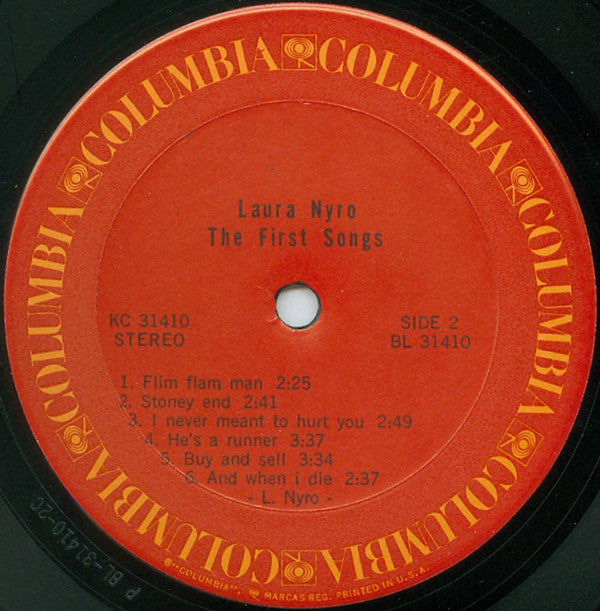 COLUMBIA COLUMBIA COLUMBIA COLUMBIA COLUMBIA COLUMBIA
Laura Nyro
The First Songs
KC 31410 SIDE 2
STEREO BL 31410
1. Flim flam man 2:25
2. Stoney end 2:41
3. I never meant to hurt you 2:49
4. He's a runner 3:37
5. Buy and sell 3:34
6. And when i die 2:37
- L. Nyro -
®"COLUMBIA", ® MARCAS REG. PRINTED IN U.S.A.
P BL-31410-2C